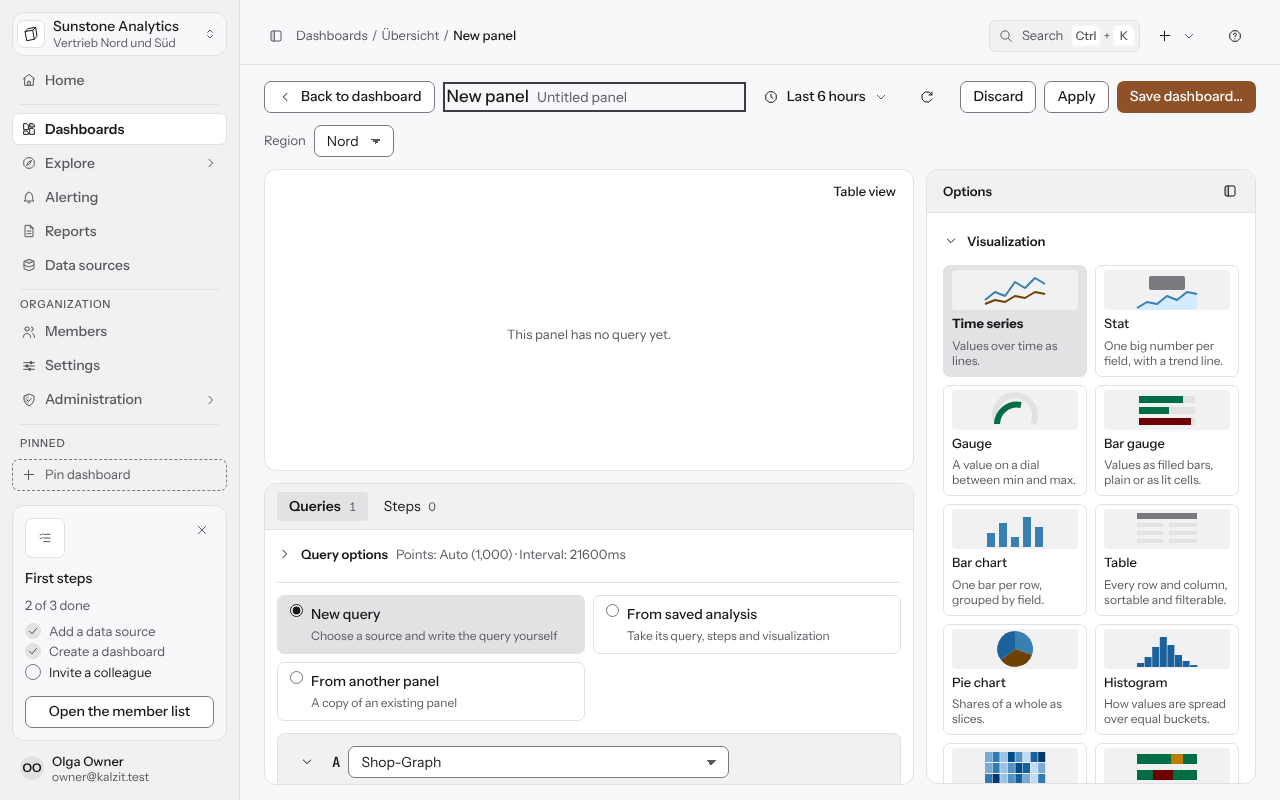 Sunstone Analytics
Vertrieb Nord und Süd
Home
Dashboards
Explore
Alerting
Reports
Data sources
ORGANIZATION
Members
Settings
Administration
PINNED
Pin dashboard
First steps
2 of 3 done
Add a data source
Create a dashboard
Invite a colleague
Open the member list
OO
Olga Owner
owner@kalzit.test
Dashboards / Übersicht / New panel
Search Ctrl + K
Back to dashboard
New panel Untitled panel
Last 6 hours
Discard
Apply
Save dashboard...
Region Nord
Table view
This panel has no query yet.
Queries 1
Steps 0
Query options Points: Auto (1,000) · Interval: 21600ms
New query
Choose a source and write the query yourself
From saved analysis
Take its query, steps and visualization
From another panel
A copy of an existing panel
A Shop-Graph
Options
Visualization
Time series
Values over time as
lines.
Stat
One big number per
field, with a trend line.
Gauge
A value on a dial
between min and max.
Bar gauge
Values as filled bars,
plain or as lit cells.
Bar chart
One bar per row,
grouped by field.
Table
Every row and column,
sortable and filterable.
Pie chart
Shares of a whole as
slices.
Histogram
How values are spread
over equal buckets.